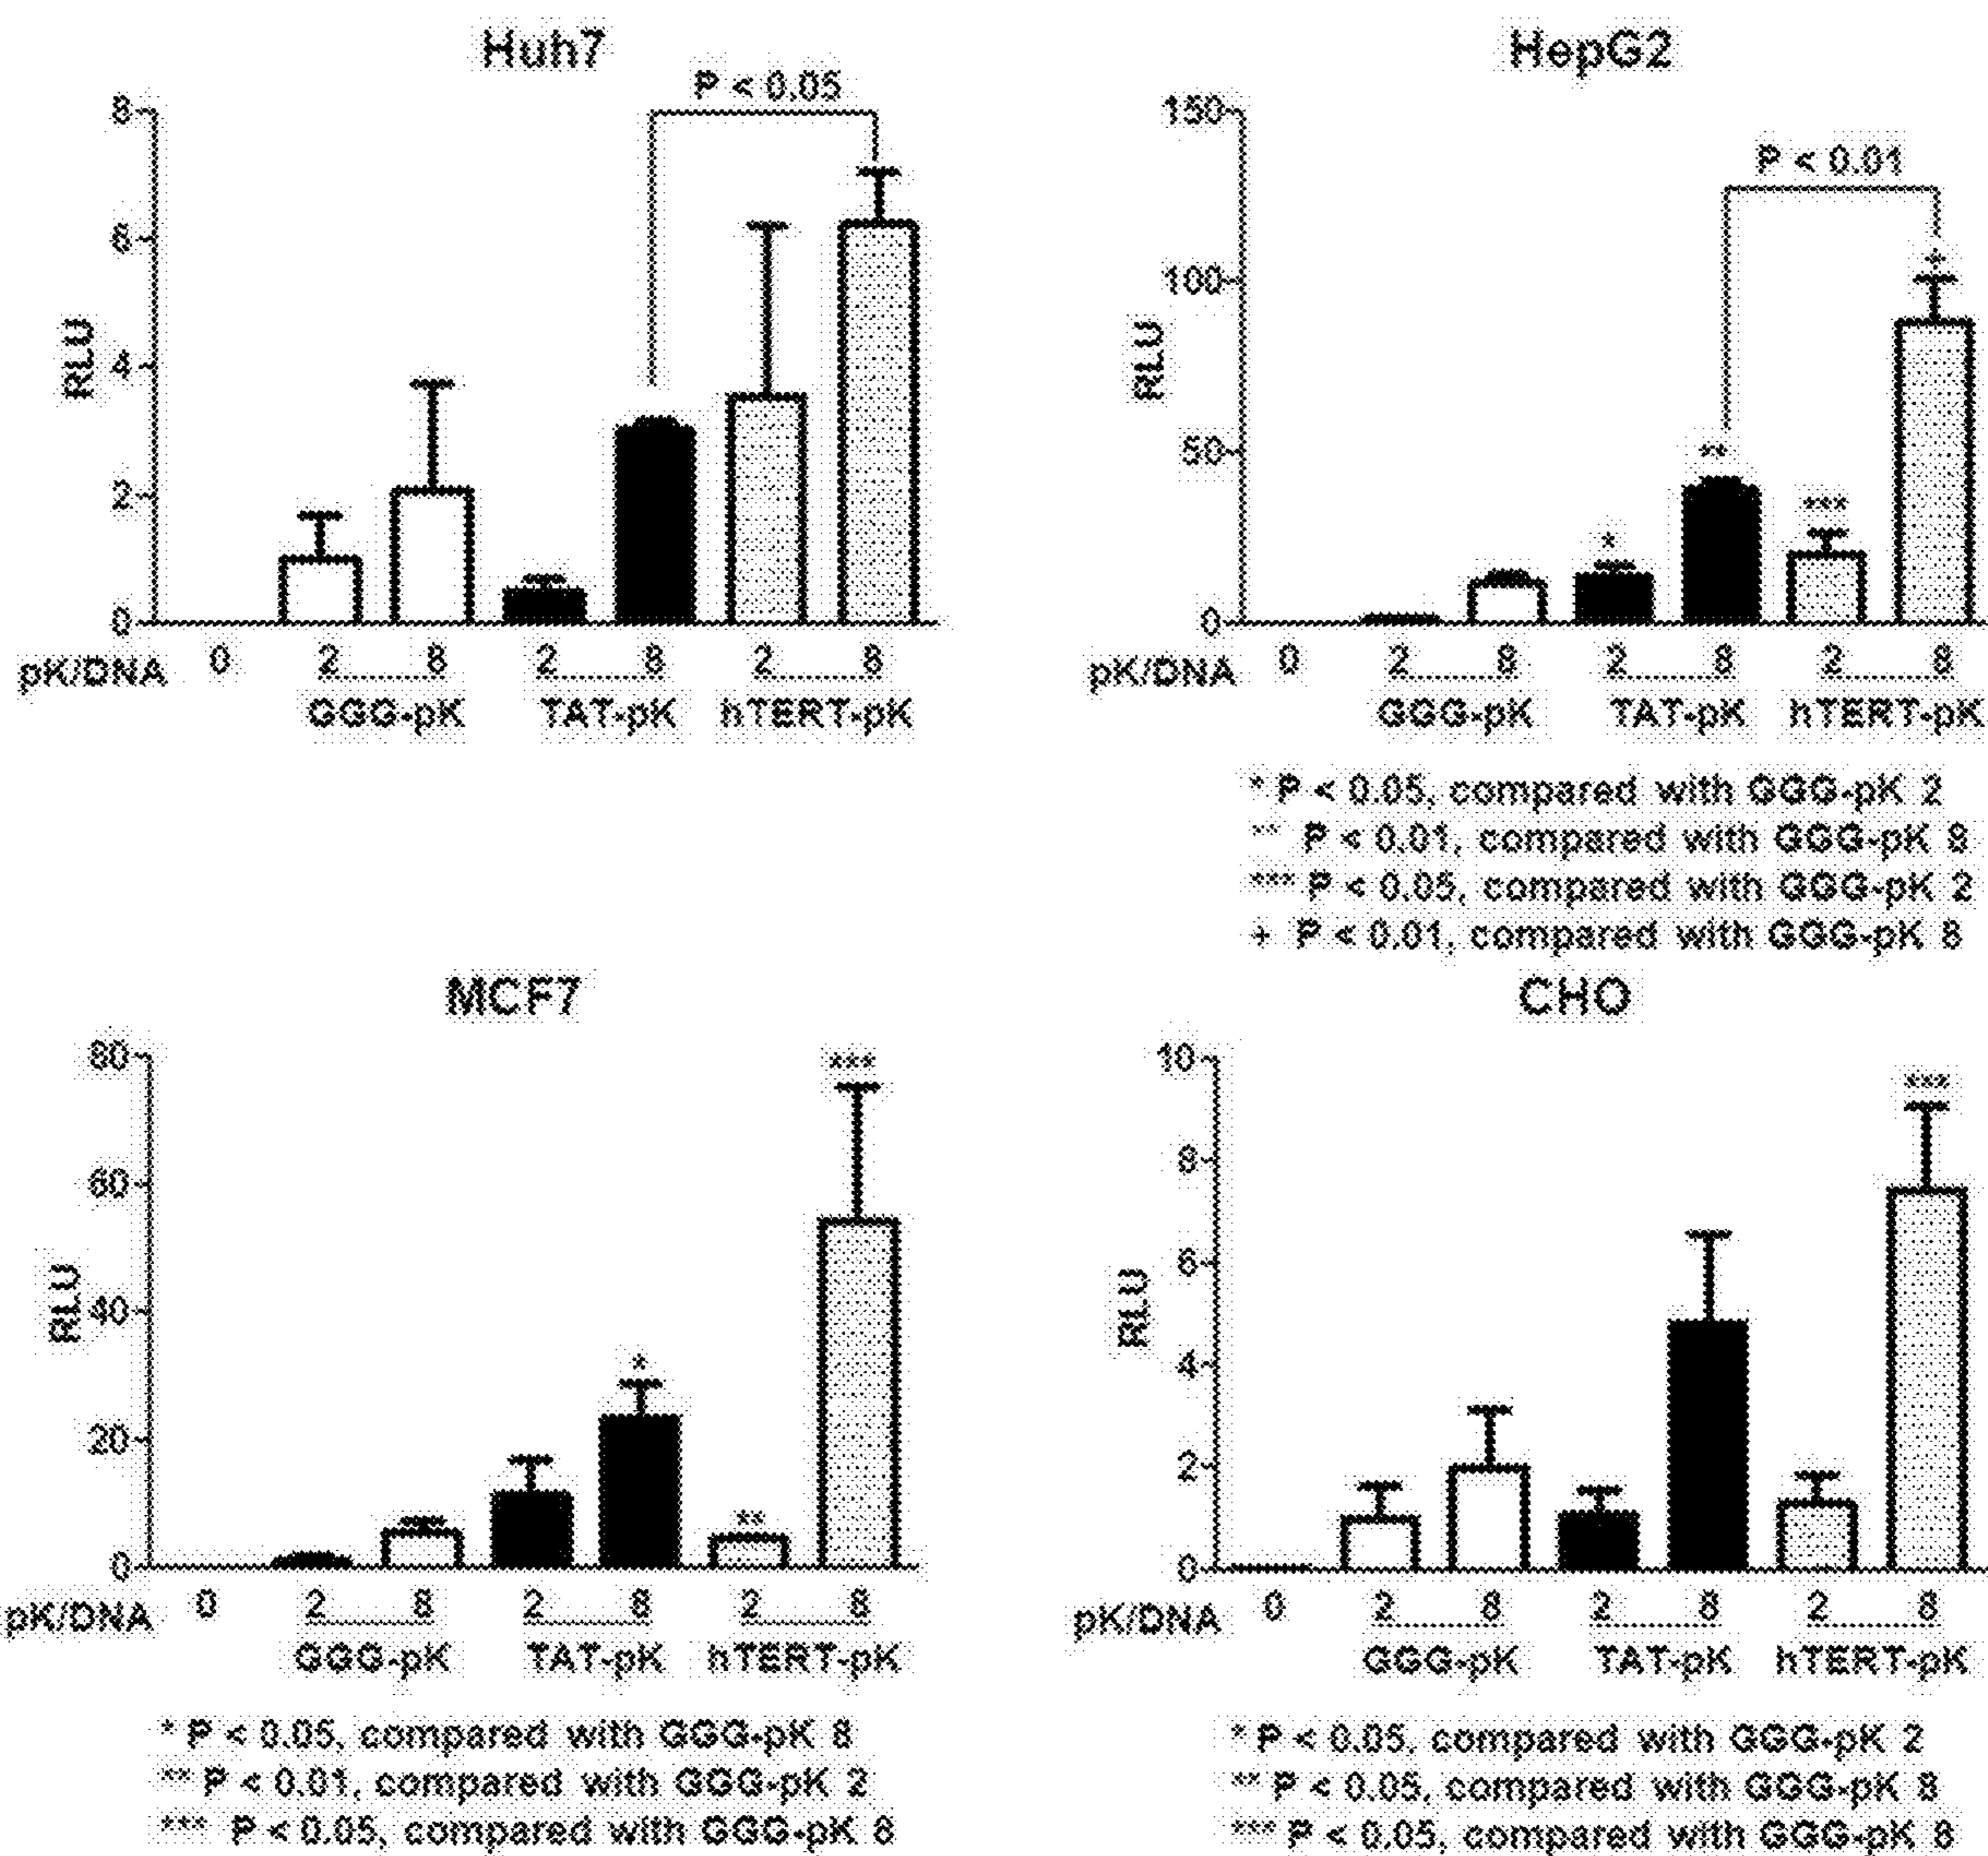 Huh7
P < 0.05
8
6
4
2
0
RLU
pK/DNA 0 2 8 2 8 2 8
GGG-pK TAT-pK hTERT-pK
HepG2
P < 0.01
150
100
50
0
RLU
+
**
***
*
pK/DNA 0 2 8 2 8 2 8
GGG-pK TAT-pK hTERT-pK
* P < 0.05, compared with GGG-pK 2
** P < 0.01, compared with GGG-pK 8
*** P < 0.05, compared with GGG-pK 2
+ P < 0.01, compared with GGG-pK 8
MCF7
80
60
40
20
0
RLU
***
*
**
pK/DNA 0 2 8 2 8 2 8
GGG-pK TAT-pK hTERT-pK
* P < 0.05, compared with GGG-pK 8
** P < 0.01, compared with GGG-pK 2
*** P < 0.05, compared with GGG-pK 8
CHO
10
8
6
4
2
0
RLU
***
pK/DNA 0 2 8 2 8 2 8
GGG-pK TAT-pK hTERT-pK
* P < 0.05, compared with GGG-pK 2
** P < 0.05, compared with GGG-pK 8
*** P < 0.05, compared with GGG-pK 8